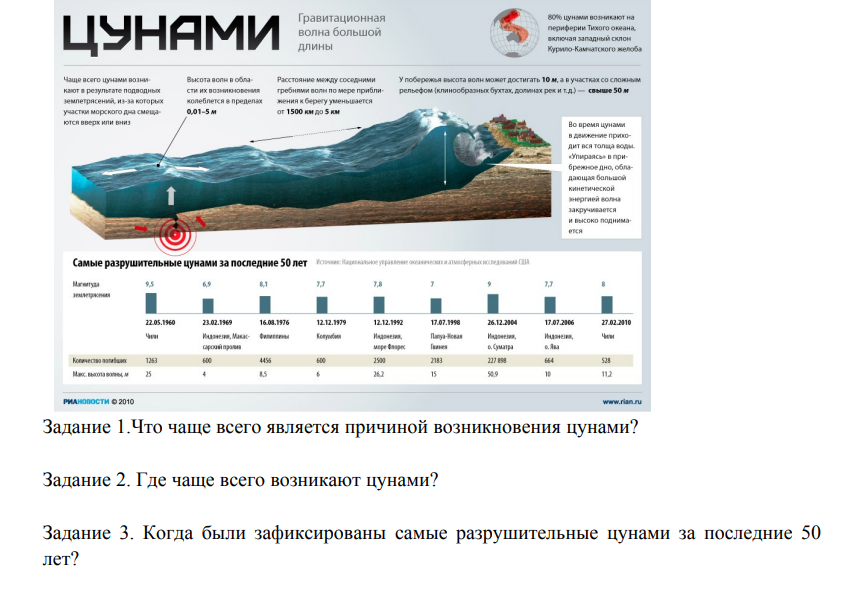 ЦУНАМИ
Гравитационная
волна большой
длины
80% цунами возникают на
периферии Тихого океана,
включая западный склон
Курило-Камчатского желоба
Чаще всего цунами возни-
кают в результате подводных
землетрясений, из-за которых
участки морского дна смеща-
ются вверх или вниз
Высота волн в обла-
сти их возникновения
колеблется в пределах
0,01–5 м
Расстояние между соседними
гребнями волн по мере прибли-
жения к берегу уменьшается
от 1500 км до 5 км
У побережья высота волн может достигать 10 м, а в участках со сложным
рельефом (клинообразных бухтах, долинах рек и т.д.) — свыше 50 м
Во время цунами
в движение прихо-
дит вся толща воды.
«Упираясь» в при-
брежное дно, обла-
дающая большой
кинетической
энергией волна
закручивается
и высоко поднима-
ется
Самые разрушительные цунами за последние 50 лет
Источник: Национальное управление океанических и атмосферных исследований США
Магнитуда
землетрясения
9,5 6,9 8,1 7,7 7,8 7 9 7,7 8
22.05.1960 23.02.1969 16.08.1976 12.12.1979 12.12.1992 17.07.1998 26.12.2004 17.07.2006 27.02.2010
Чили Индонезия, Макас- Филиппины Колумбия Индонезия, Папуа-Новая Индонезия, Индонезия, Чили
сарский пролив море Флорес Гвинея о. Суматра о. Ява
Количество погибших 1263 600 4456 600 2500 2183 227 898 664 528
Макс. высота волны, м 25 4 8,5 6 26,2 15 50,9 10 11,2
РИАНОВОСТИ © 2010
www.rian.ru
Задание 1.Что чаще всего является причиной возникновения цунами?
Задание 2. Где чаще всего возникают цунами?
Задание 3. Когда были зафиксированы самые разрушительные цунами за последние 50
лет?